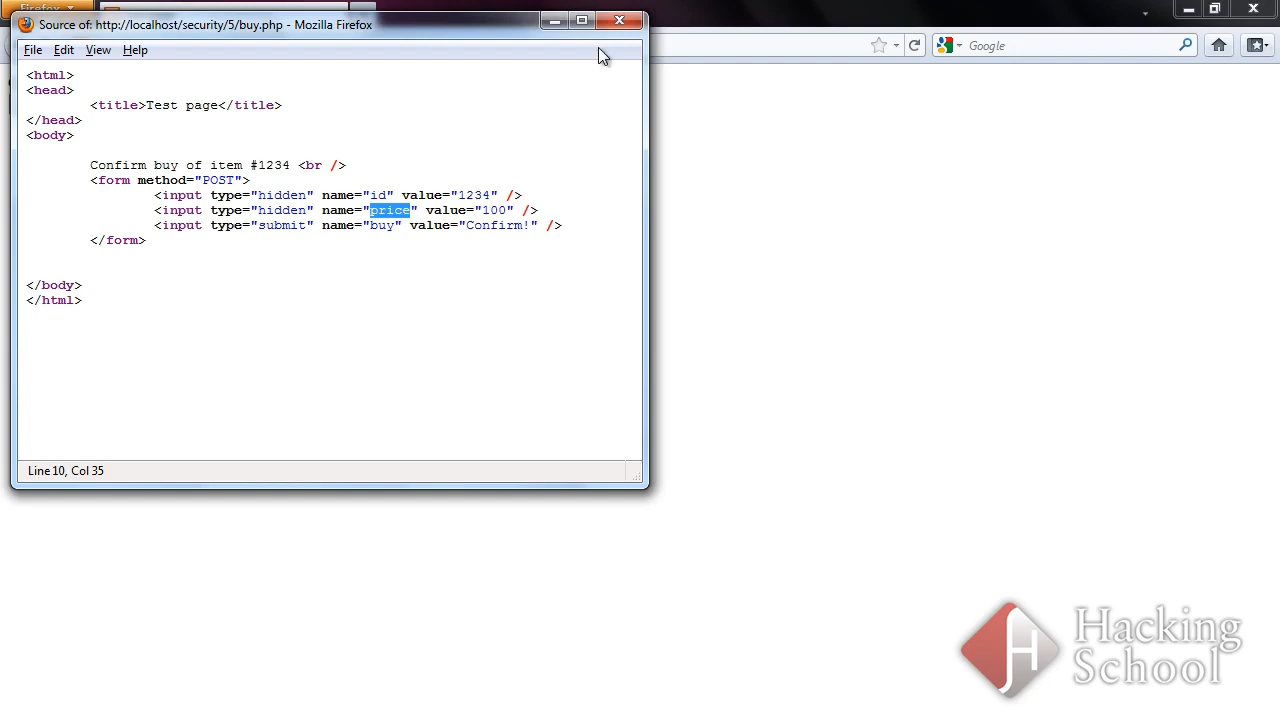 Firefox
Source of: http://localhost/security/5/buy.php - Mozilla Firefox
File Edit View Help
Google
<html>
<head>
<title>Test page</title>
</head>
<body>
Confirm buy of item #1234 <br />
<form method="POST">
<input type="hidden" name="id" value="1234" />
<input type="hidden" name="price" value="100" />
<input type="submit" name="buy" value="Confirm!" />
</form>
</body>
</html>
Line 10, Col 35
Hacking
School